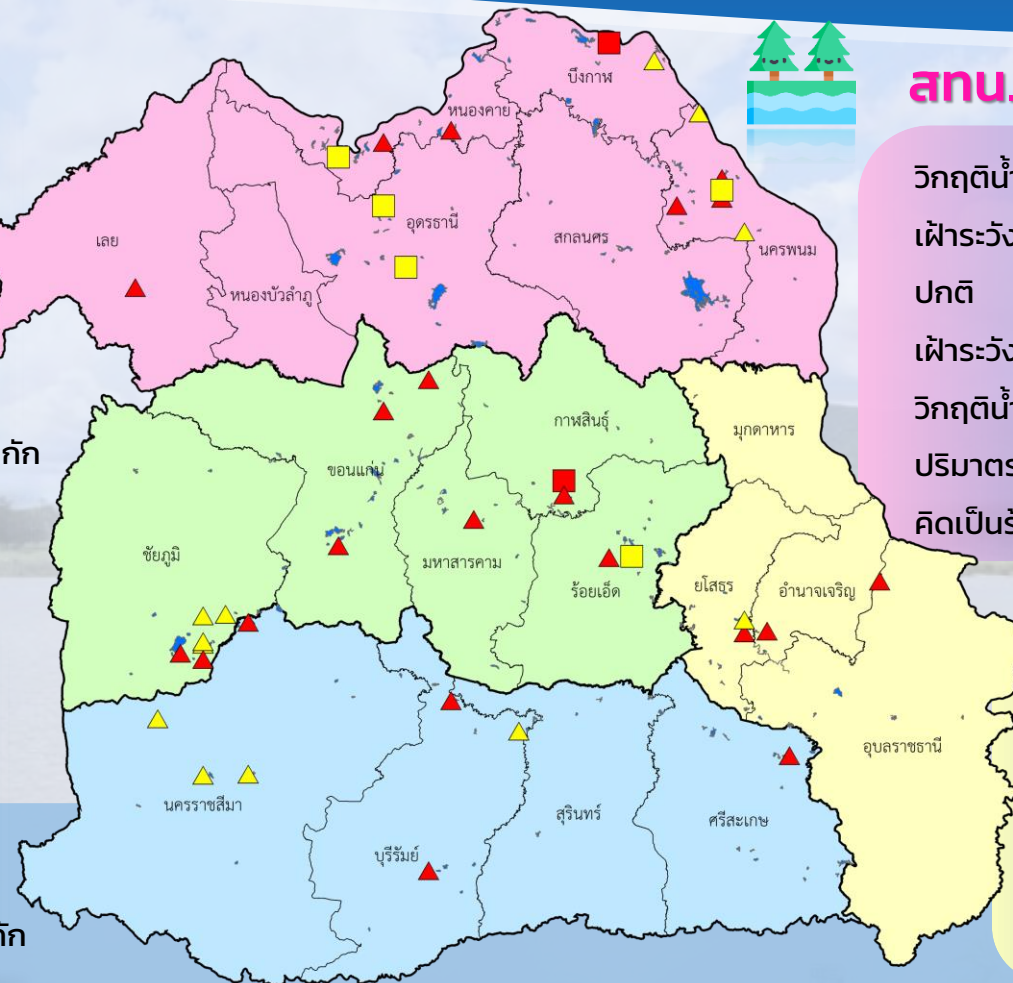 สทน.
วิกฤติน้ำ
เฝ้าระวัง
ปกติ
เฝ้าระวัง
วิกฤติน้ำ
ปริมาตร
คิดเป็นร้
กัก
กัก
บึงกาฬ
หนองคาย
เลย
อุดรธานี
สกลนคร
นครพนม
หนองบัวลำภู
กาฬสินธุ์
มุกดาหาร
ขอนแก่น
ชัยภูมิ
มหาสารคาม
ร้อยเอ็ด
ยโสธร
อำนาจเจริญ
อุบลราชธานี
นครราชสีมา
สุรินทร์
ศรีสะเกษ
บุรีรัมย์